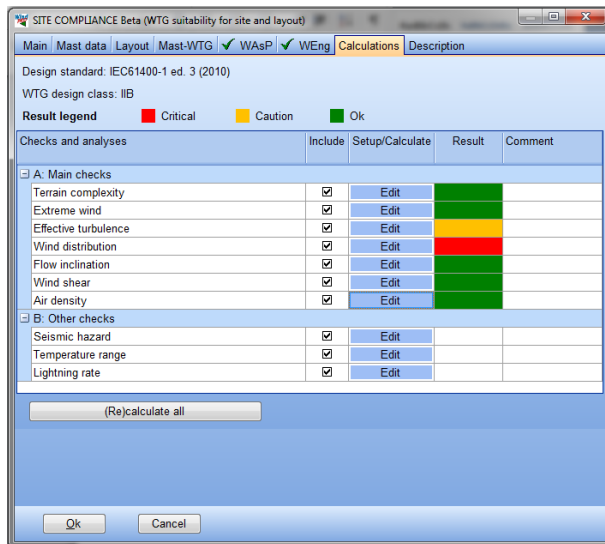 SITE COMPLIANCE Beta (WTG suitability for site and layout)
Main Mast data Layout Mast-WTG WAsP WEng Calculations Description
Design standard: IEC61400-1 ed. 3 (2010)
WTG design class: IIB
Result legend Critical Caution Ok
Checks and analyses Include Setup/Calculate Result Comment
A: Main checks
Terrain complexity Edit
Extreme wind Edit
Effective turbulence Edit
Wind distribution Edit
Flow inclination Edit
Wind shear Edit
Air density Edit
B: Other checks
Seismic hazard Edit
Temperature range Edit
Lightning rate Edit
(Re)calculate all
Ok Cancel